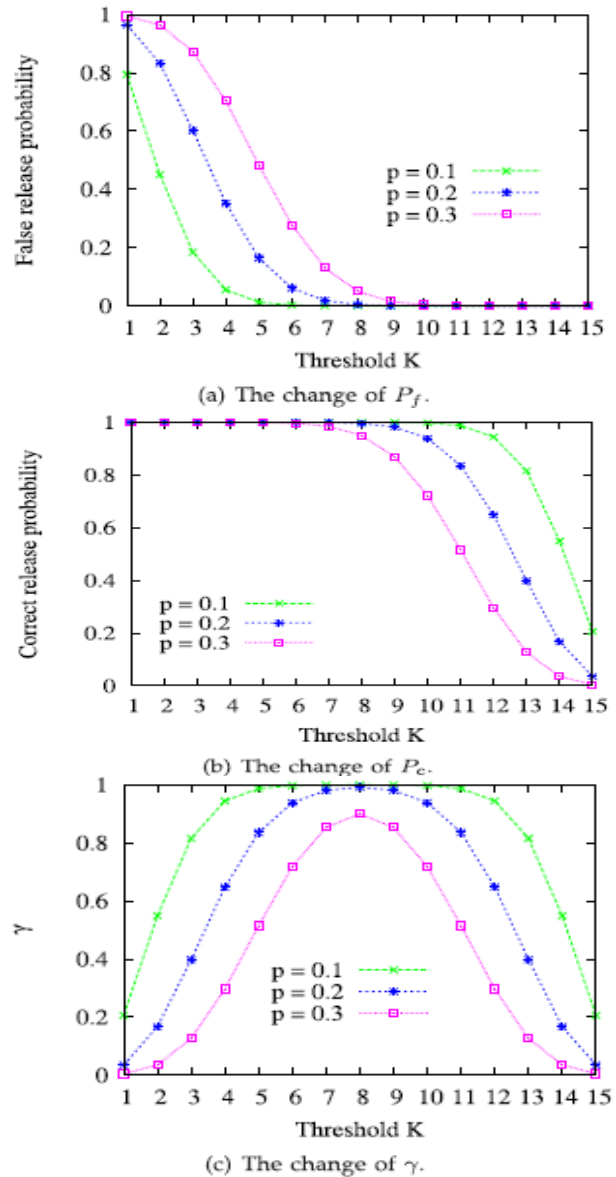 1
0.8
0.6
0.4
0.2
0
False release probability
p = 0.1
p = 0.2
p = 0.3
1 2 3 4 5 6 7 8 9 10 11 12 13 14 15
Threshold K
(a) The change of P_f.
1
0.8
0.6
0.4
0.2
0
Correct release probability
p = 0.1
p = 0.2
p = 0.3
1 2 3 4 5 6 7 8 9 10 11 12 13 14 15
Threshold K
(b) The change of P_c.
1
0.8
0.6
0.4
0.2
0
γ
p = 0.1
p = 0.2
p = 0.3
1 2 3 4 5 6 7 8 9 10 11 12 13 14 15
Threshold K
(c) The change of γ.